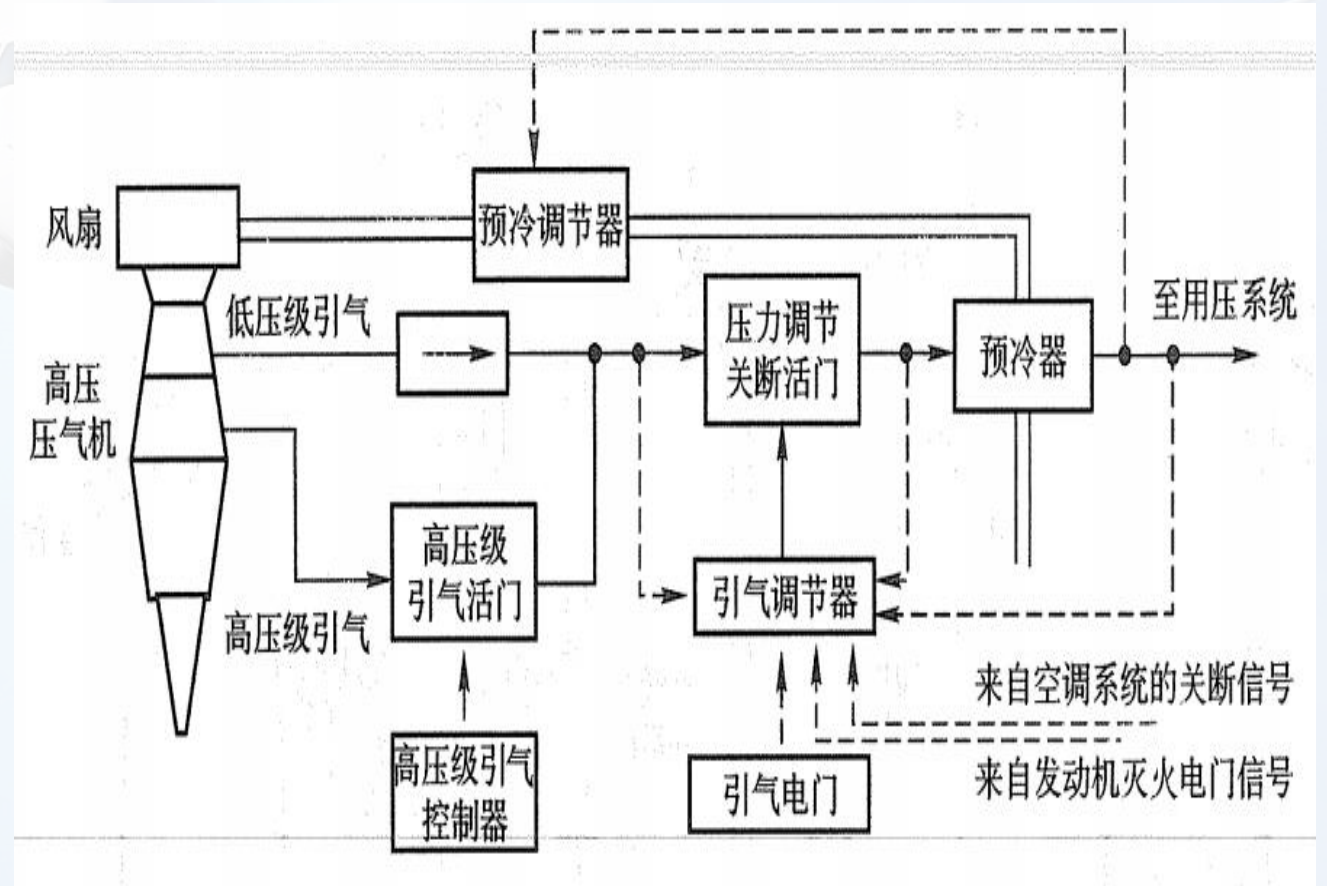 风扇
预冷调节器
低压级引气
压力调节
关断活门
预冷器
至用压系统
高压
压气机
高压级
引气活门
引气调节器
高压级引气
来自空调系统的关断信号
高压级引气
控制器
引气电门
来自发动机灭火电门信号